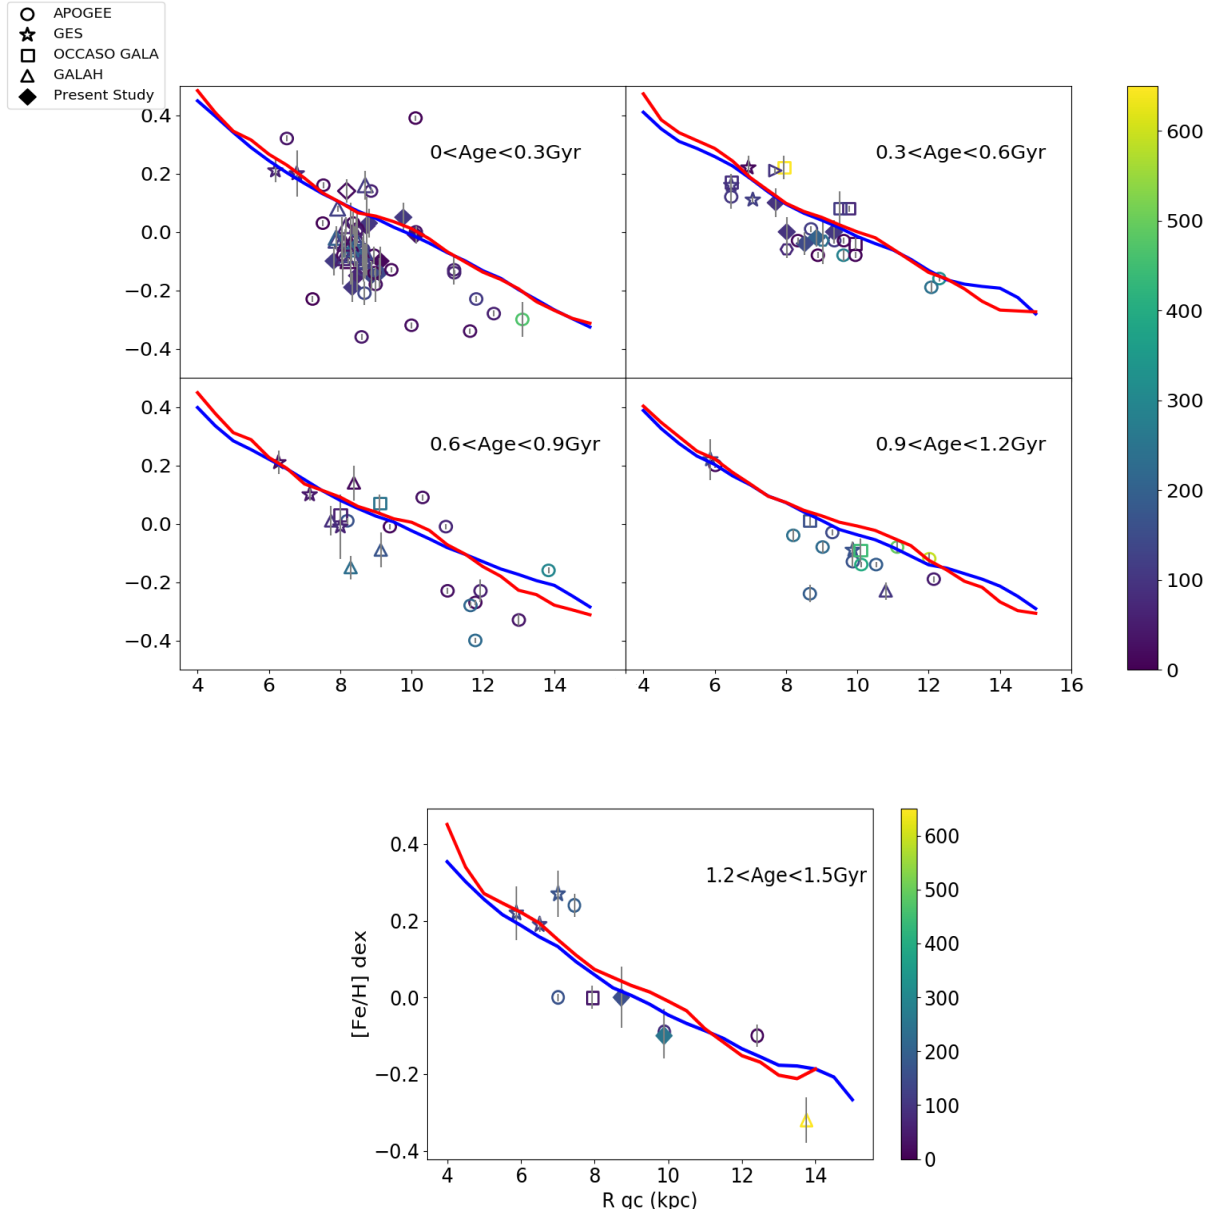 APOGEE
GES
OCCASO GALA
GALAH
Present Study
0.4
0.2
0.0
−0.2
−0.4
0<Age<0.3Gyr
0.3<Age<0.6Gyr
600
500
400
300
200
100
0
0.4
0.2
0.0
−0.2
−0.4
0.6<Age<0.9Gyr
0.9<Age<1.2Gyr
4 6 8 10 12 14
4 6 8 10 12 14 16
0.4
0.2
0.0
−0.2
−0.4
[Fe/H] dex
1.2<Age<1.5Gyr
600
500
400
300
200
100
0
4 6 8 10 12 14
R gc (kpc)